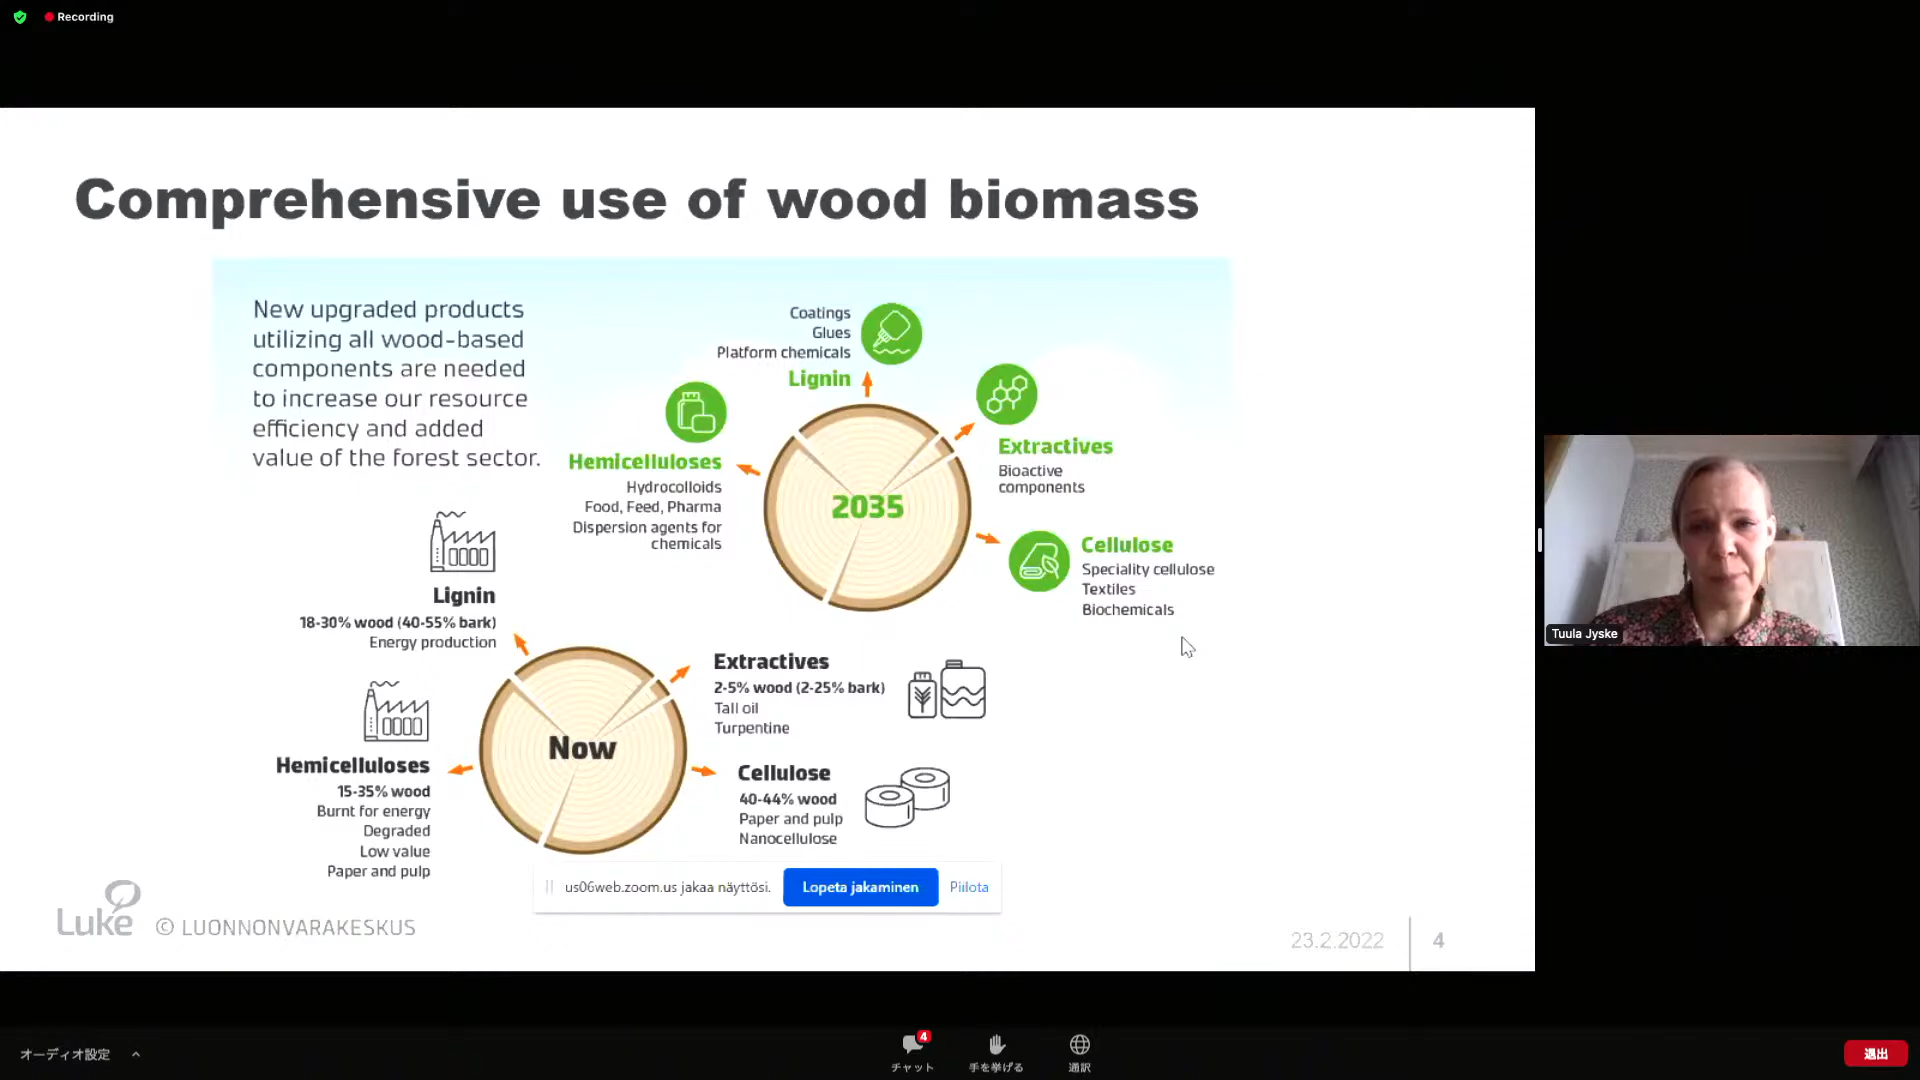 Recording
Comprehensive use of wood biomass
New upgraded products
utilizing all wood-based
components are needed
to increase our resource
efficiency and added
value of the forest sector.
Coatings
Glues
Platform chemicals
Lignin
Hemicelluloses
Hydrocolloids
Food, Feed, Pharma
Dispersion agents for
chemicals
2035
Extractives
Bioactive
components
Cellulose
Speciality cellulose
Textiles
Biochemicals
Lignin
18-30% wood (40-55% bark)
Energy production
Hemicelluloses
15-35% wood
Burnt for energy
Degraded
Low value
Paper and pulp
Now
Extractives
2-5% wood (2-25% bark)
Tall oil
Turpentine
Cellulose
40-44% wood
Paper and pulp
Nanocellulose
us06web.zoom.us jakaa näyttösi.
Lopeta jakaminen
Piilota
Luke
© LUONNONVARAKESKUS
23.2.2022
4
Tuula Jyske
オーディオ設定
4
チャット
手を挙げる
通訳
退出